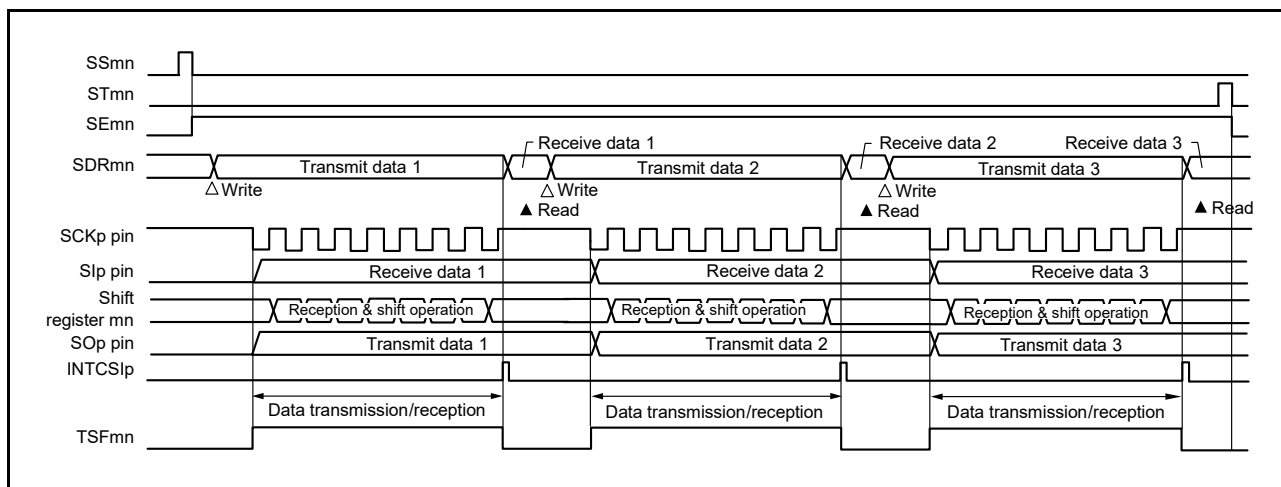 SSmn
STmn
SEmn
Receive data 1 Receive data 2 Receive data 3
SDRmn Transmit data 1 Transmit data 2 Transmit data 3
△ Write △ Write △ Write
▲ Read ▲ Read ▲ Read
SCKp pin
SIp pin Receive data 1 Receive data 2 Receive data 3
Shift
register mn Reception & shift operation Reception & shift operation Reception & shift operation
SOp pin Transmit data 1 Transmit data 2 Transmit data 3
INTCSIp
Data transmission/reception Data transmission/reception Data transmission/reception
TSFmn